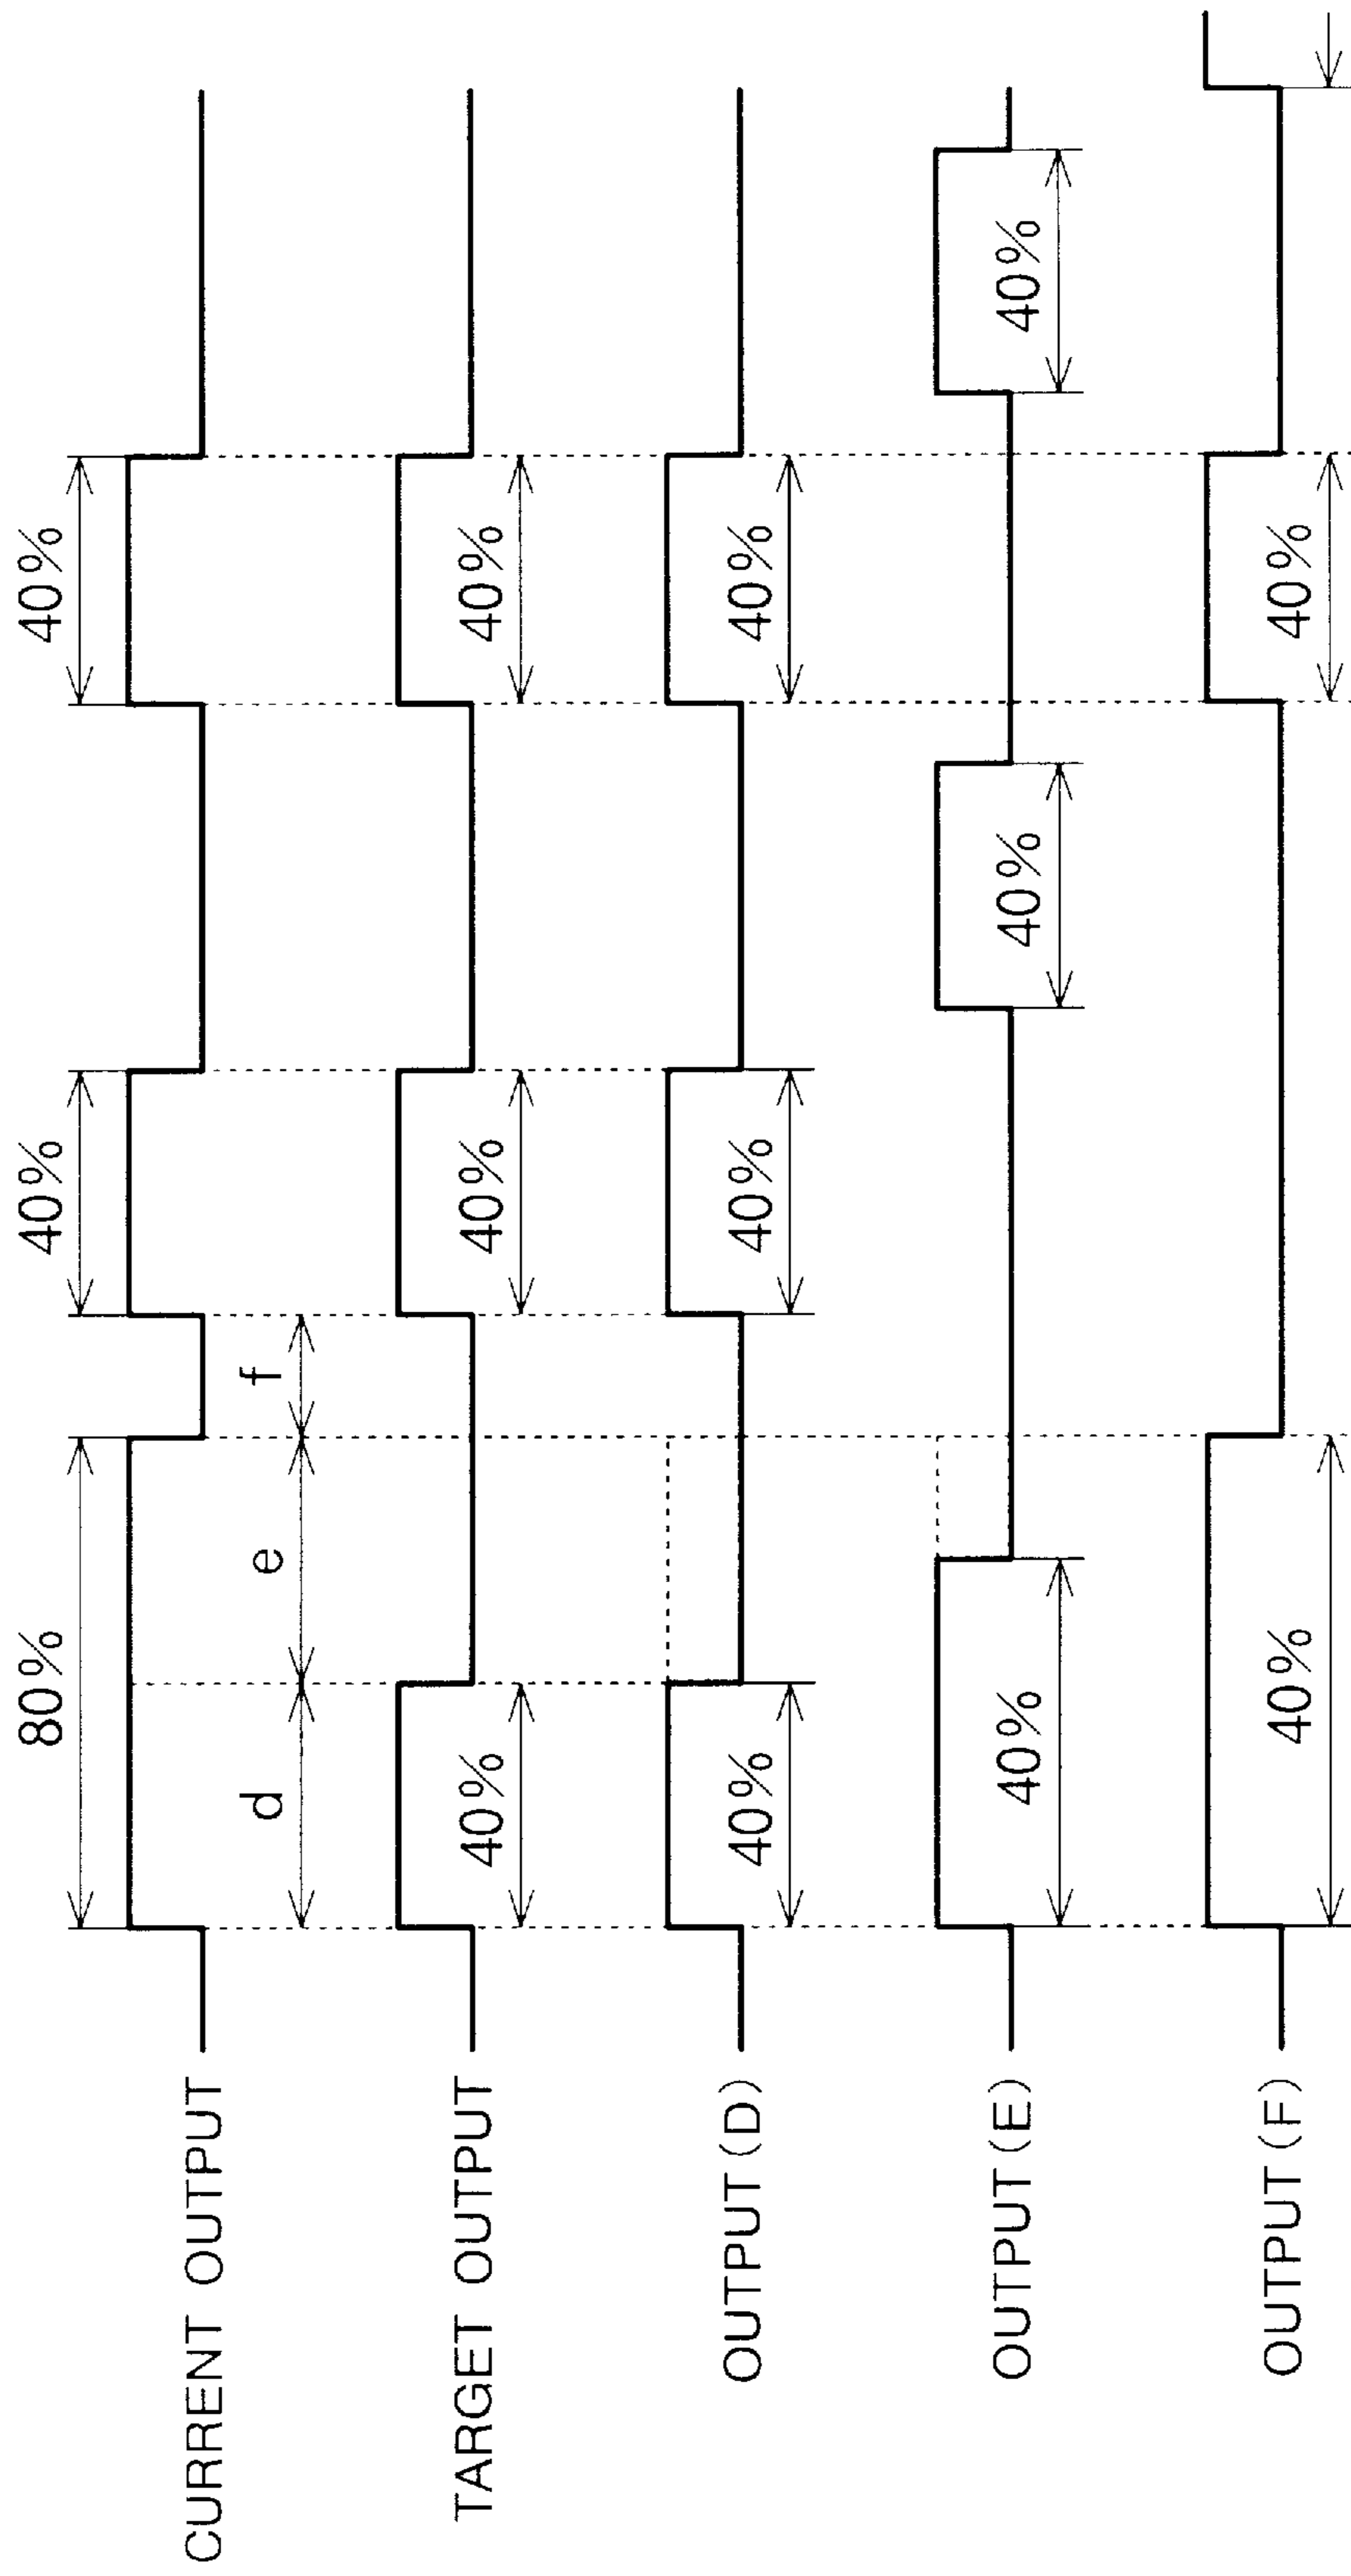 80% 40% 40%
CURRENT OUTPUT
d e f
TARGET OUTPUT
40% 40% 40%
OUTPUT (D)
40% 40% 40%
OUTPUT (E)
40% 40% 40%
OUTPUT (F)
40% 40%